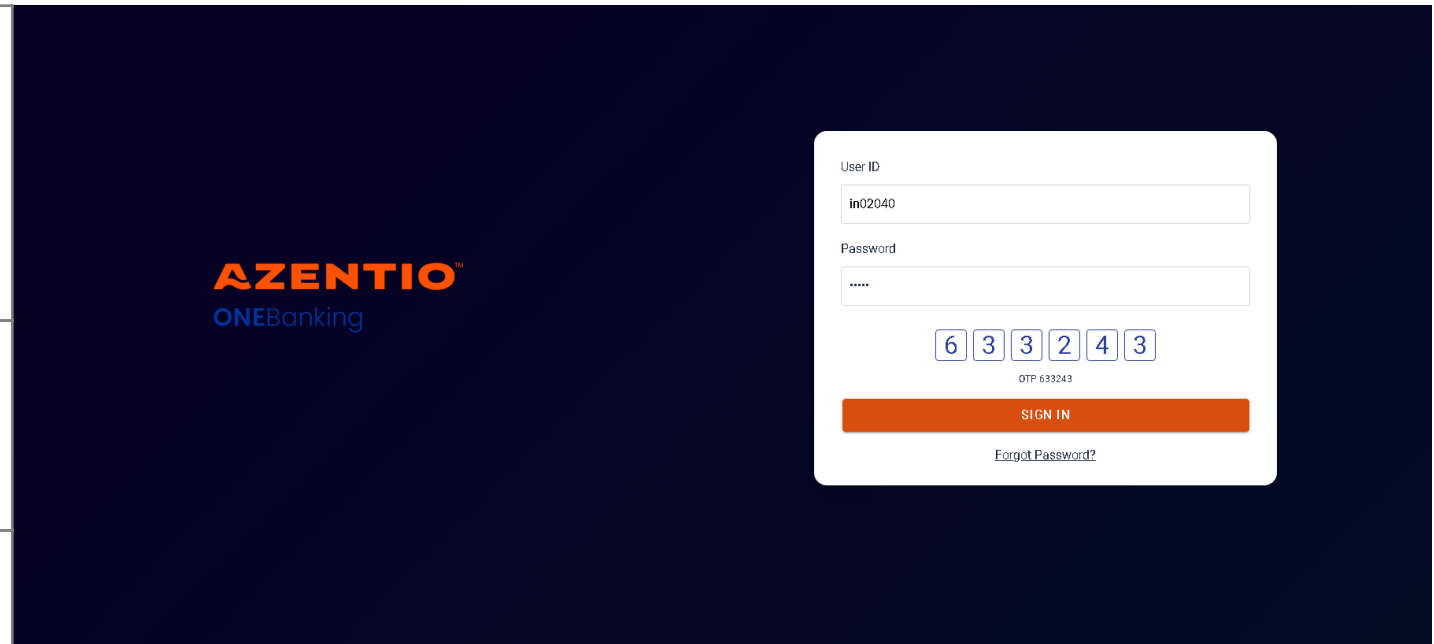 AZENTIO™
ONEBanking
User ID
in02040
Password
•••••
6 3 3 2 4 3
OTP 633243
SIGN IN
Forgot Password?